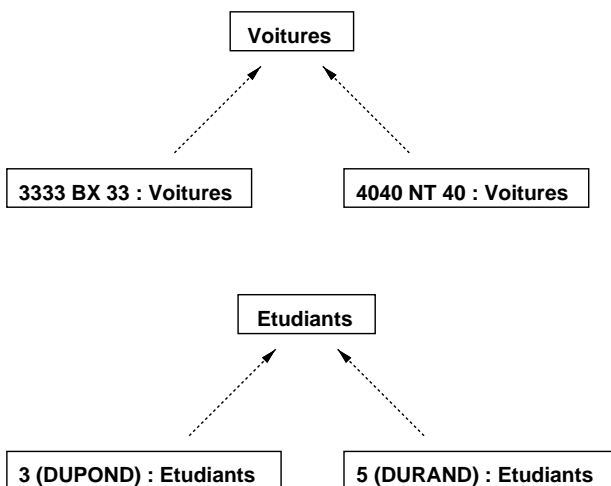 Voitures
3333 BX 33 : Voitures
4040 NT 40 : Voitures
Etudiants
3 (DUPOND) : Etudiants
5 (DURAND) : Etudiants